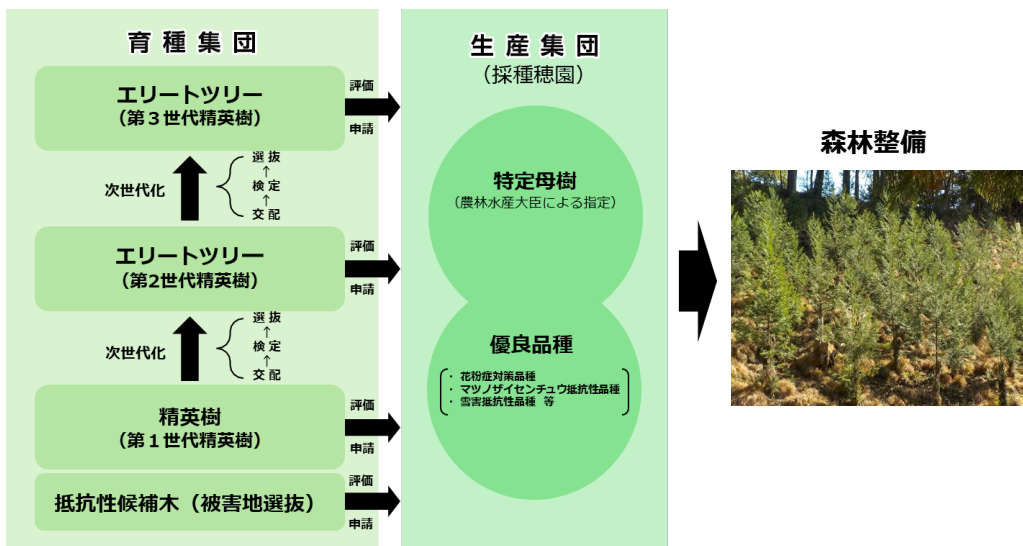 育種集団
エリートツリー
(第３世代精英樹)
評価
申請
次世代化
選抜
↑
検定
↑
交配
エリートツリー
(第2世代精英樹)
評価
申請
次世代化
選抜
↑
検定
↑
交配
精英樹
(第１世代精英樹)
評価
申請
抵抗性候補木（被害地選抜）
評価
申請
生産集団
（採種穂園）
特定母樹
（農林水産大臣による指定）
優良品種
・ 花粉症対策品種
・ マツノザイセンチュウ抵抗性品種
・ 雪害抵抗性品種 等
森林整備